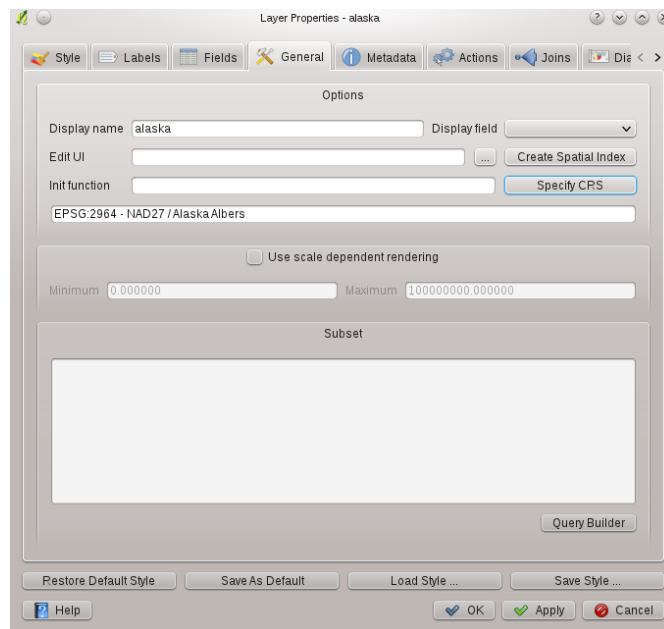 Layer Properties - alaska
Style Labels Fields General Metadata Actions Joins Dia
Options
Display name alaska Display field
Edit UI ... Create Spatial Index
Init function Specify CRS
EPSG:2964 - NAD27 / Alaska Albers
Use scale dependent rendering
Minimum 0.000000 Maximum 100000000.000000
Subset
Query Builder
Restore Default Style Save As Default Load Style ... Save Style ...
Help OK Apply Cancel